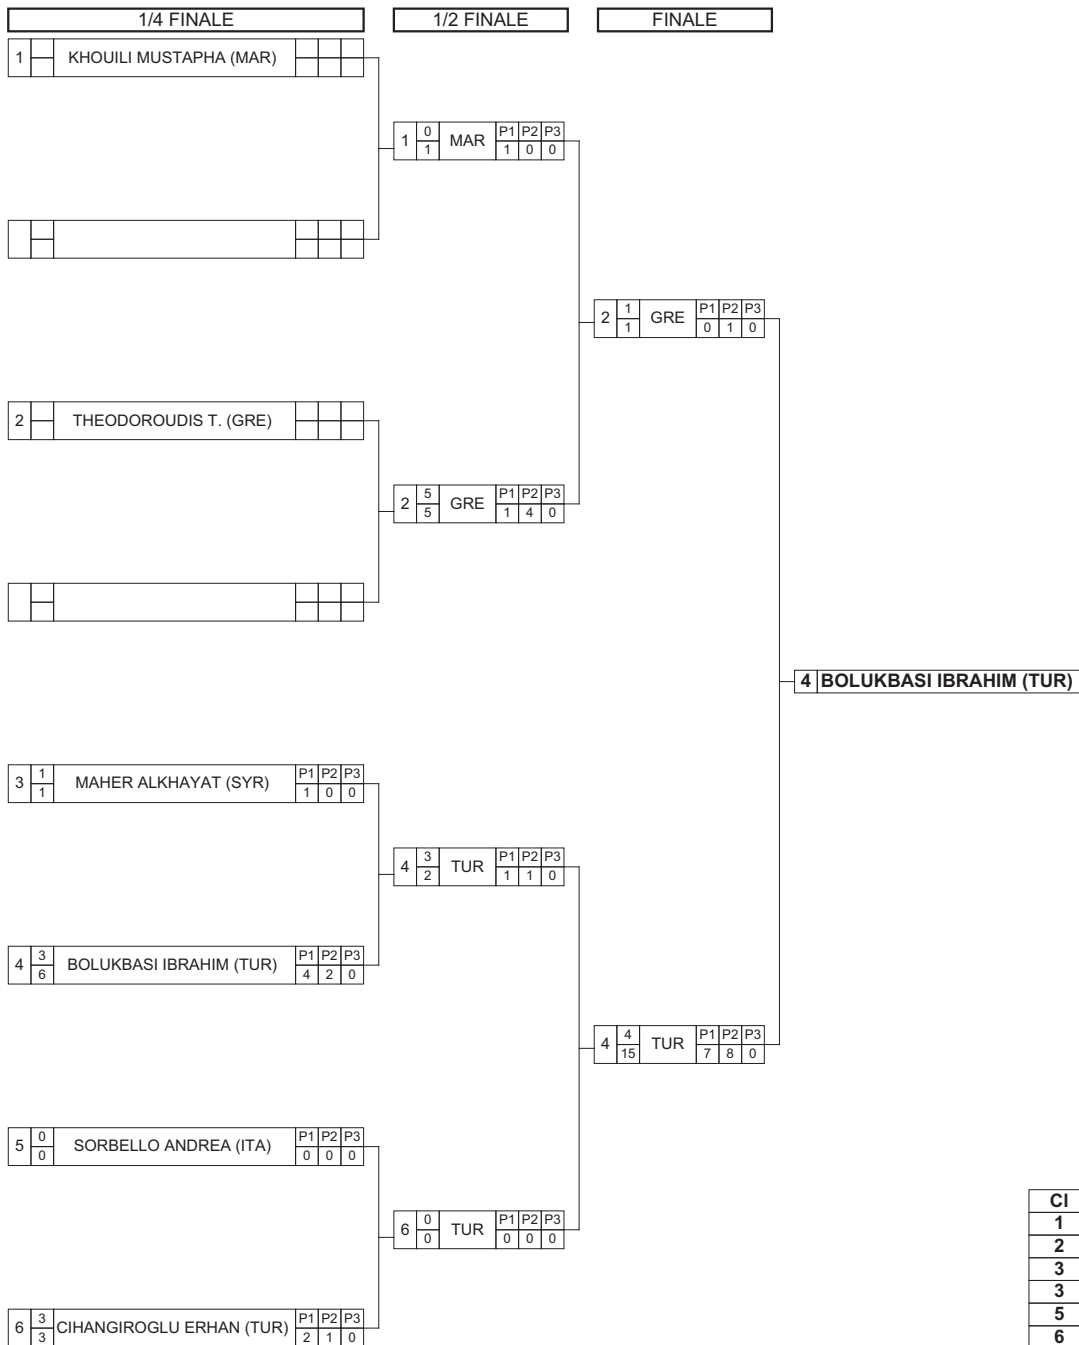 1/4 FINALE 1/2 FINALE FINALE
1 KHOUILI MUSTAPHA (MAR)
1 0 MAR P1 P2 P3
1 1 0 0
2 1 GRE P1 P2 P3
1 0 1 0
2 THEODOROUDIS T. (GRE)
2 5 GRE P1 P2 P3
5 1 4 0
4 BOLUKBASI IBRAHIM (TUR)
3 1 MAHER ALKHAYAT (SYR) P1 P2 P3
1 1 0 0
4 3 TUR P1 P2 P3
2 1 1 0
4 3 BOLUKBASI IBRAHIM (TUR) P1 P2 P3
6 4 2 0
4 4 TUR P1 P2 P3
15 7 8 0
5 0 SORBELLO ANDREA (ITA) P1 P2 P3
0 0 0 0
6 0 TUR P1 P2 P3
0 0 0 0
6 3 CIHANGIROGLU ERHAN (TUR) P1 P2 P3
3 2 1 0
Cl
1
2
3
3
5
6